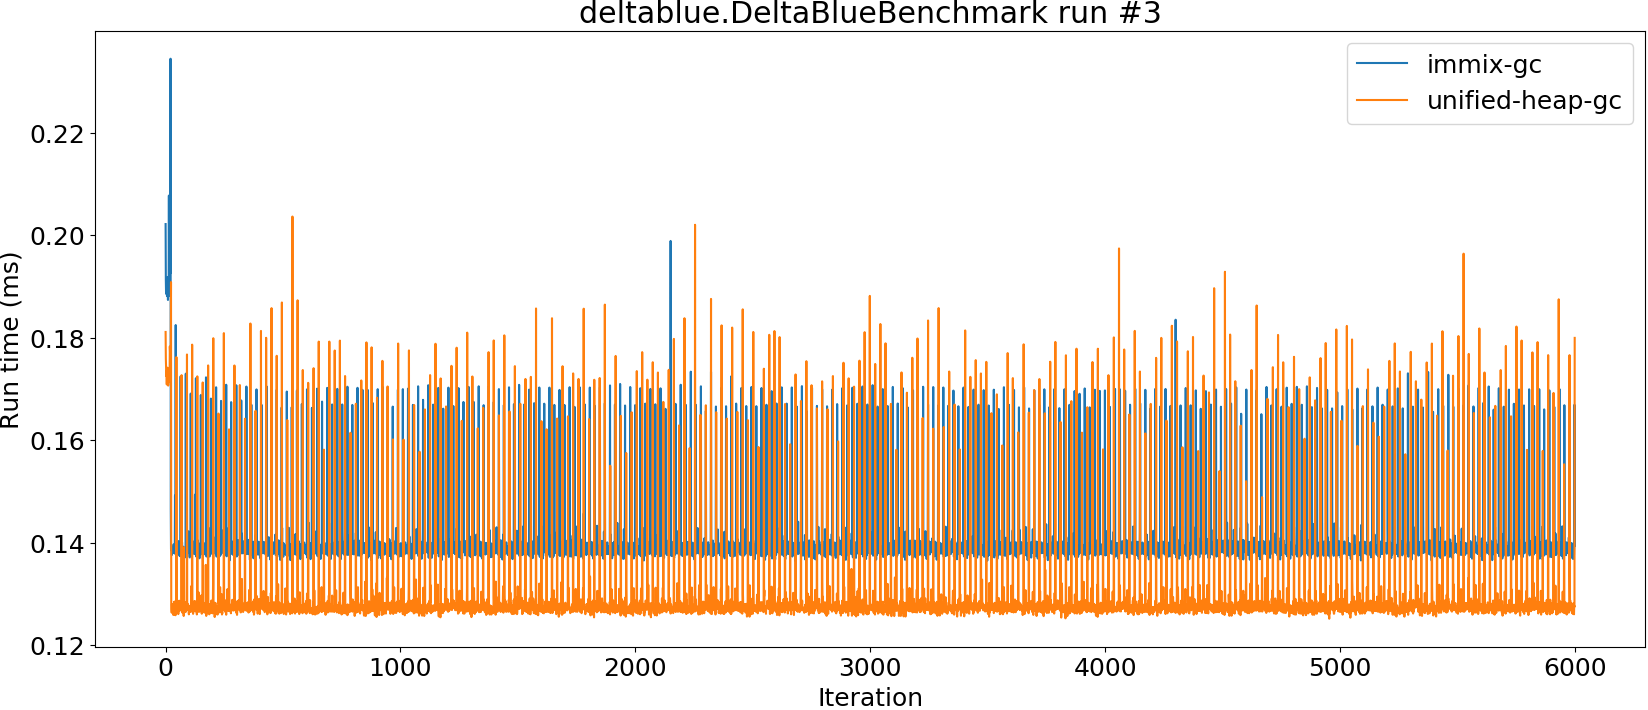 deltablue.DeltaBlueBenchmark run #3
immix-gc
unified-heap-gc
Run time (ms)
0.22
0.20
0.18
0.16
0.14
0.12
0 1000 2000 3000 4000 5000 6000
Iteration